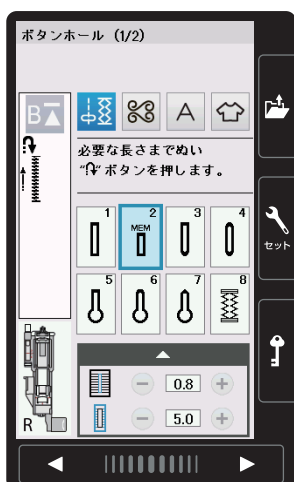 ボタンホール (1/2)
B
A
必要な長さまでぬい
“ ”ボタンを押します。
1 2 3 4
MEM
5 6 7 8
セット
0.8
R
5.0